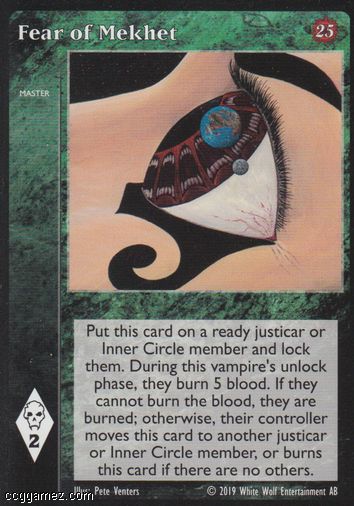 Fear of Mekhet
25
MASTER
Put this card on a ready justicar or
Inner Circle member and lock
them. During this vampire's unlock
phase, they burn 5 blood. If they
cannot burn the blood, they are
burned; otherwise, their controller
moves this card to another justicar
or Inner Circle member, or burns
this card if there are no others.
2
Illus: Pete Venters © 2019 White Wolf Entertainment AB
ccggamez.com